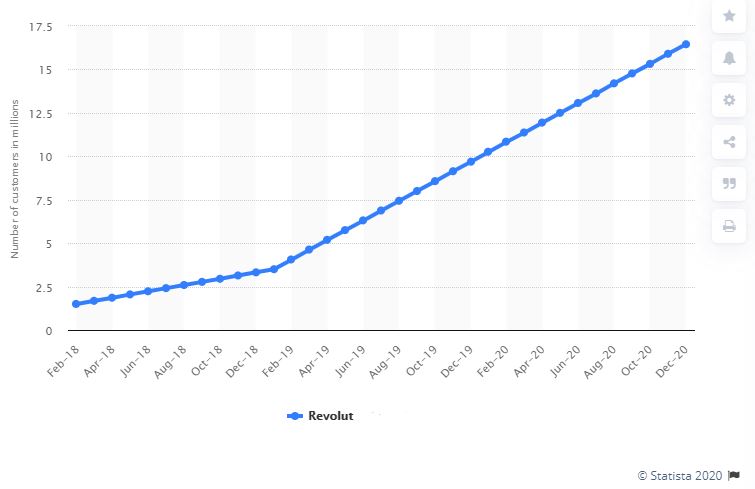 Number of customers in millions
17.5
15
12.5
10
7.5
5
2.5
0
Feb-18
Apr-18
Jun-18
Aug-18
Oct-18
Dec-18
Feb-19
Apr-19
Jun-19
Aug-19
Oct-19
Dec-19
Feb-20
Apr-20
Jun-20
Aug-20
Oct-20
Dec-20
Revolut
© Statista 2020